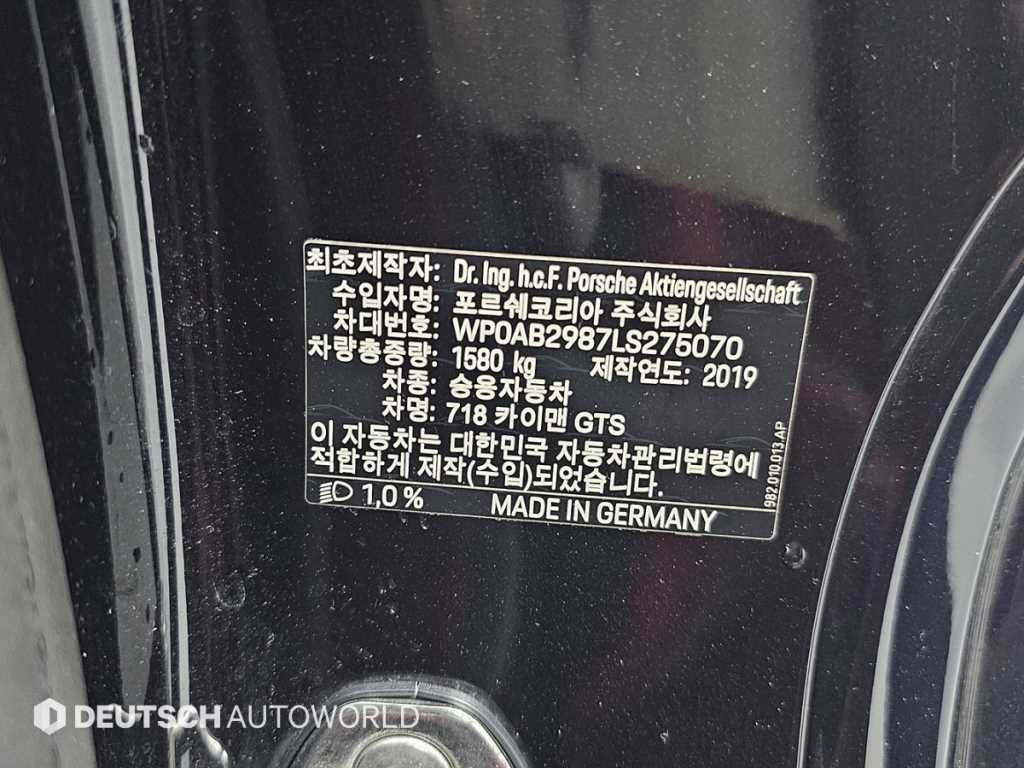 최초제작자: Dr. Ing. h.c.F. Porsche Aktiengesellschaft
수입자명: 포르쉐코리아 주식회사
차대번호: WP0AB2987LS275070
차량총중량: 1580 kg 제작연도: 2019
차종: 승용자동차
차명: 718 카이맨 GTS
이 자동차는 대한민국 자동차관리법령에
적합하게 제작(수입)되었습니다.
1,0 % MADE IN GERMANY
982.010.013.AP
DEUTSCH AUTOWORLD